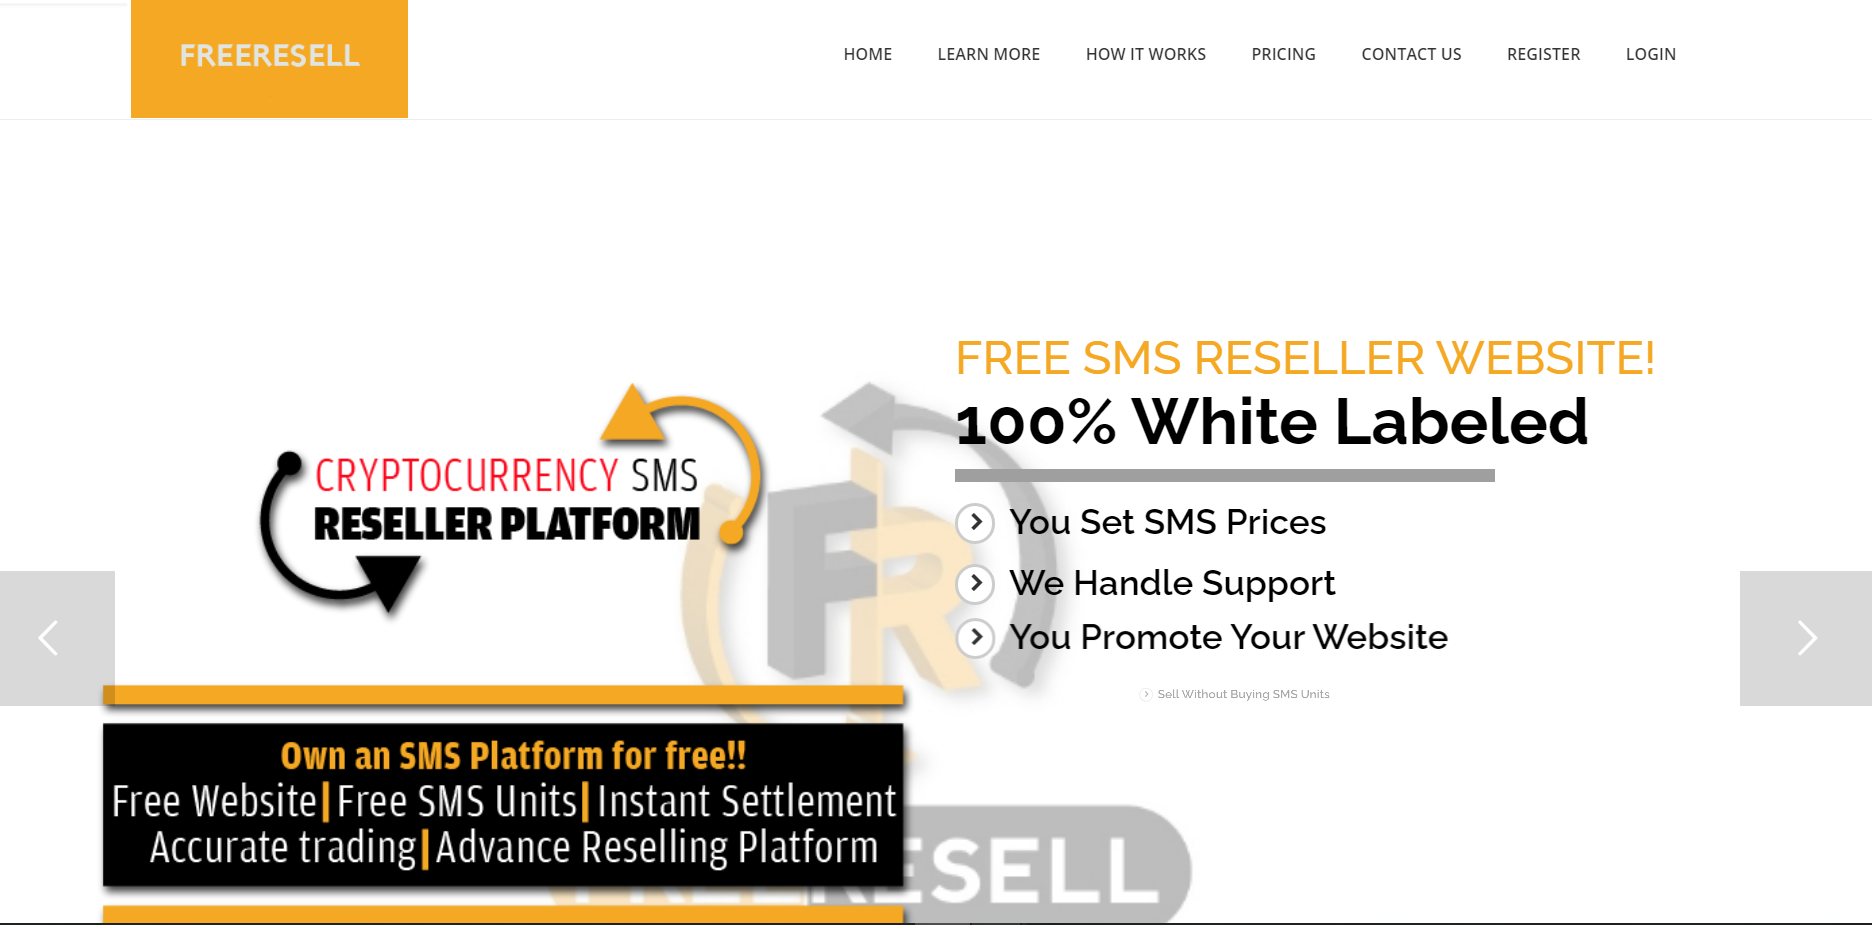 FREERESELL
HOME LEARN MORE HOW IT WORKS PRICING CONTACT US REGISTER LOGIN
CRYPTOCURRENCY SMS
RESELLER PLATFORM
FR
FREE SMS RESELLER WEBSITE!
100% White Labeled
You Set SMS Prices
We Handle Support
You Promote Your Website
Sell Without Buying SMS Units
Own an SMS Platform for free!!
Free Website|Free SMS Units|Instant Settlement
Accurate trading|Advance Reselling Platform
FREERESELL